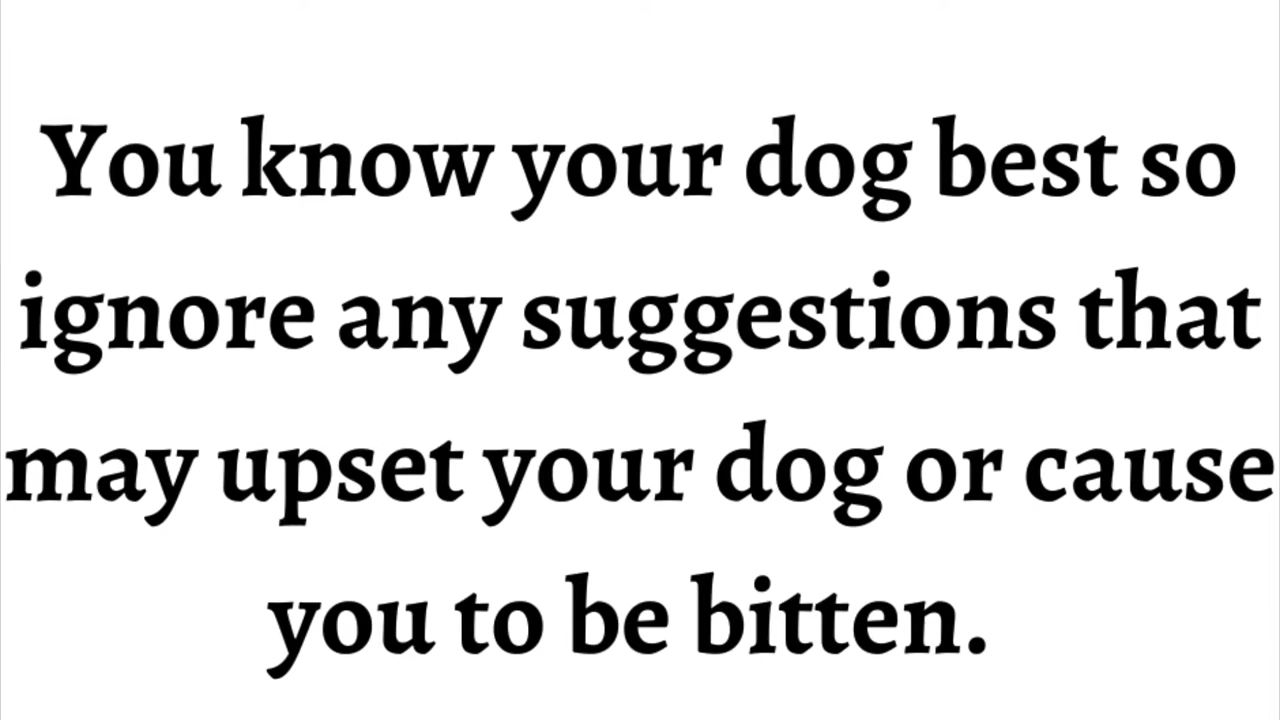 You know your dog best so
ignore any suggestions that
may upset your dog or cause
you to be bitten.